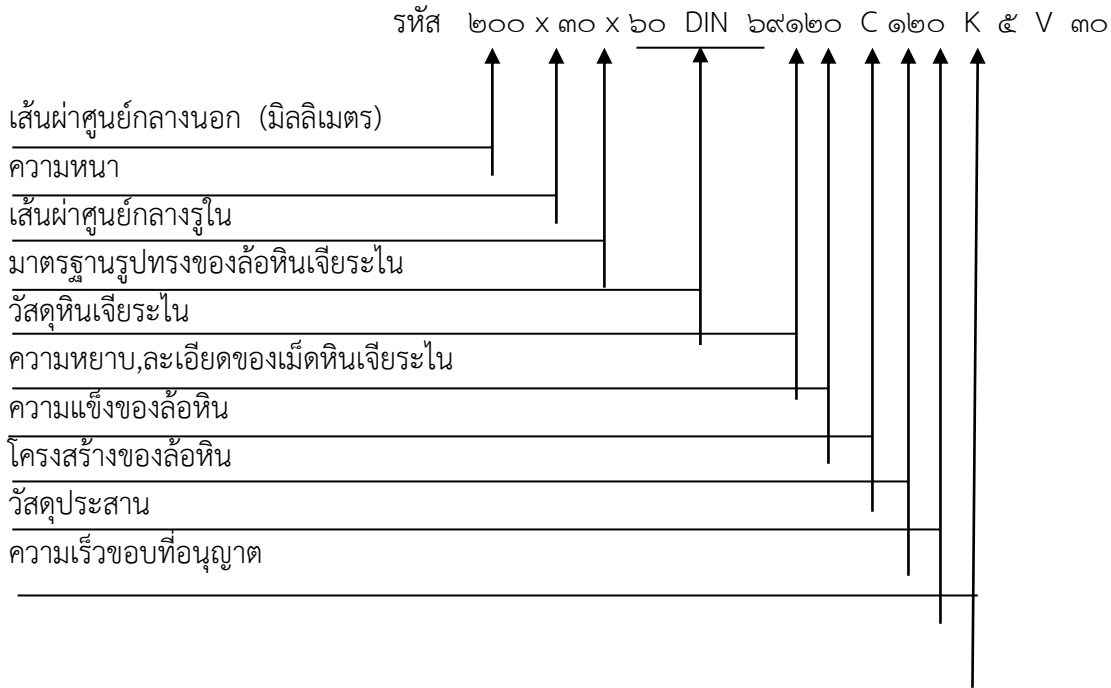 รหัส ๒๐๐ x ๓๐ x ๖๐ DIN ๖๙๑๒๐ C ๑๒๐ K ๕ V ๓๐
เส้นผ่าศูนย์กลางนอก (มิลลิเมตร)
ความหนา
เส้นผ่าศูนย์กลางรูใน
มาตรฐานรูปทรงของล้อหินเจียระไน
วัสดุหินเจียระไน
ความหยาบ,ละเอียดของเม็ดหินเจียระไน
ความแข็งของล้อหิน
โครงสร้างของล้อหิน
วัสดุประสาน
ความเร็วขอบที่อนุญาต